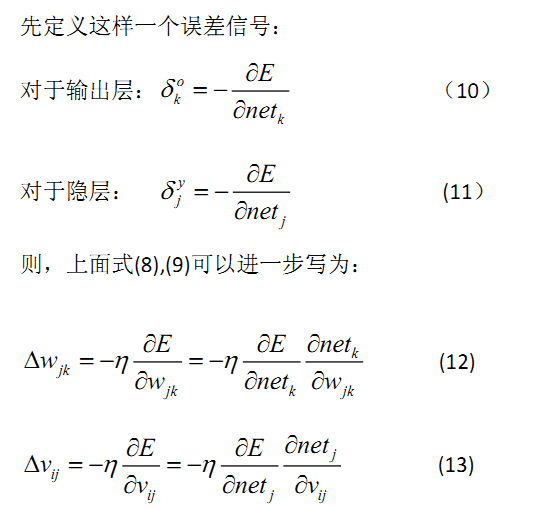 先定义这样一个误差信号：
对于输出层：$\delta_k^o = -\frac{\partial E}{\partial net_k}$ （10）
对于隐层： $\delta_j^y = -\frac{\partial E}{\partial net_j}$ (11）
则，上面式(8),(9)可以进一步写为：
$\Delta w_{jk} = -\eta \frac{\partial E}{\partial w_{jk}} = -\eta \frac{\partial E}{\partial net_k} \frac{\partial net_k}{\partial w_{jk}}$ (12)
$\Delta v_{ij} = -\eta \frac{\partial E}{\partial v_{ij}} = -\eta \frac{\partial E}{\partial net_j} \frac{\partial net_j}{\partial v_{ij}}$ (13)